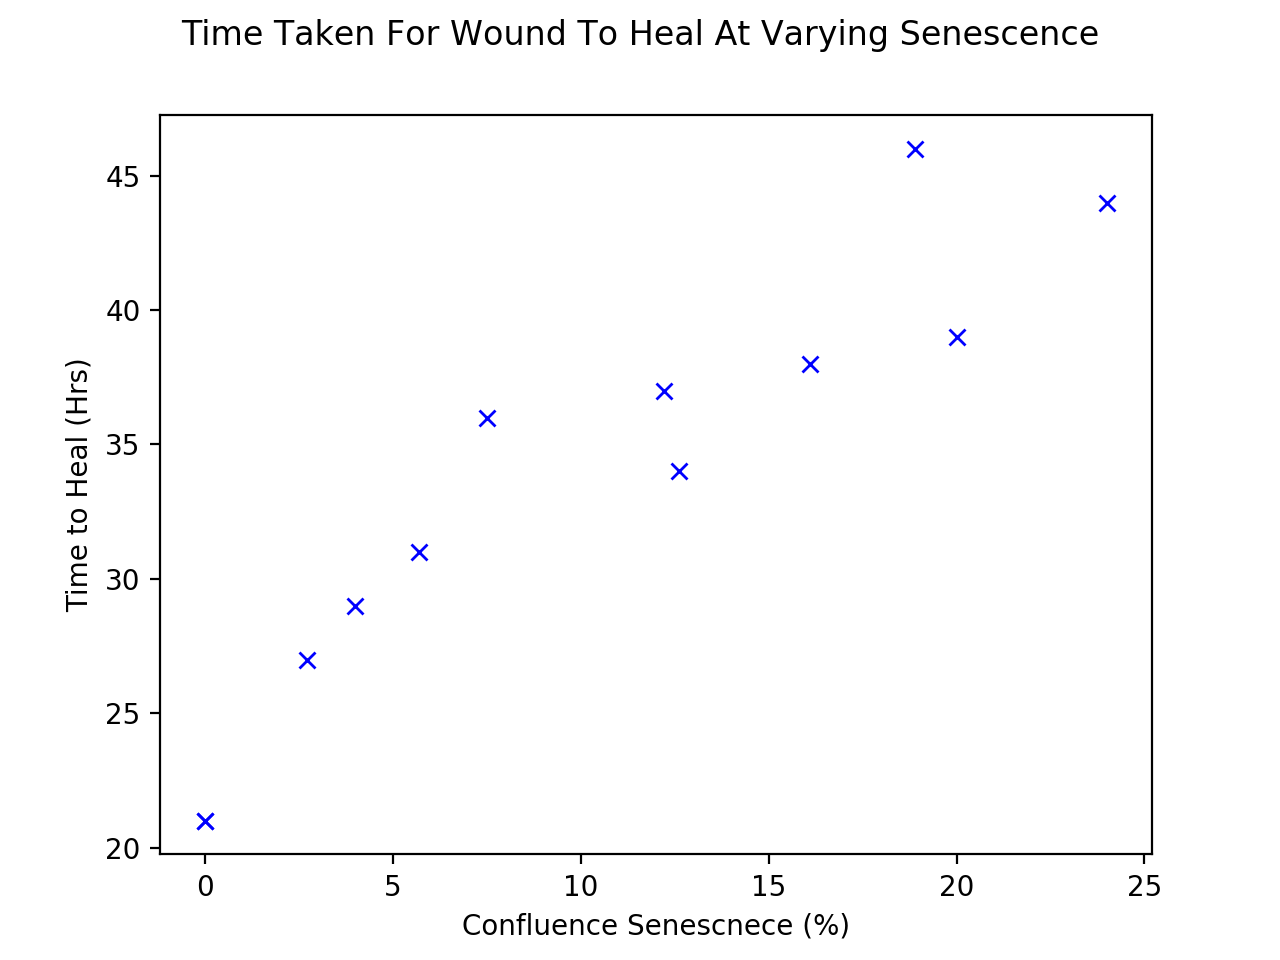 Time Taken For Wound To Heal At Varying Senescence
45
40
35
30
25
20
Time to Heal (Hrs)
0 5 10 15 20 25
Confluence Senescnece (%)